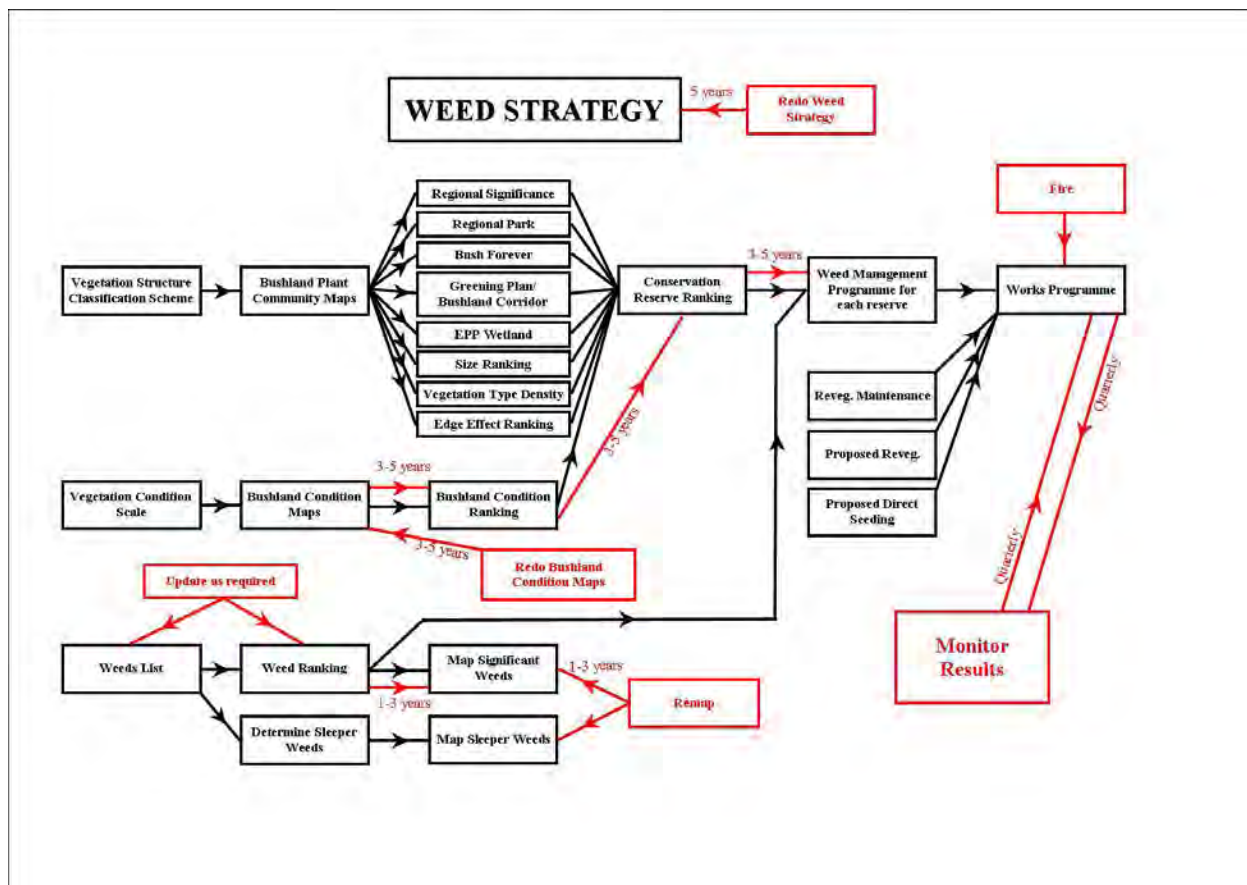 WEED STRATEGY
5 years
Redo Weed
Strategy
Fire
Regional Significance
Regional Park
Bush Forever
Greening Plan/
Bushland Corridor
EPP Wetland
Size Ranking
Vegetation Type Density
Edge Effect Ranking
Vegetation Structure
Classification Scheme
Bushland Plant
Community Maps
Conservation
Reserve Ranking
3-5 years
Weed Management
Programme for
each reserve
Works Programme
Reveg. Maintenance
Proposed Reveg.
Proposed Direct
Seeding
Quarterly
Quarterly
3-5 years
Vegetation Condition
Scale
Bushland Condition
Maps
3-5 years
Bushland Condition
Ranking
3-5 years
Redo Bushland
Condition Maps
Update as required
Weeds List
Weed Ranking
1-3 years
Map Significant
Weeds
1-3 years
Remap
Determine Sleeper
Weeds
Map Sleeper Weeds
Monitor
Results